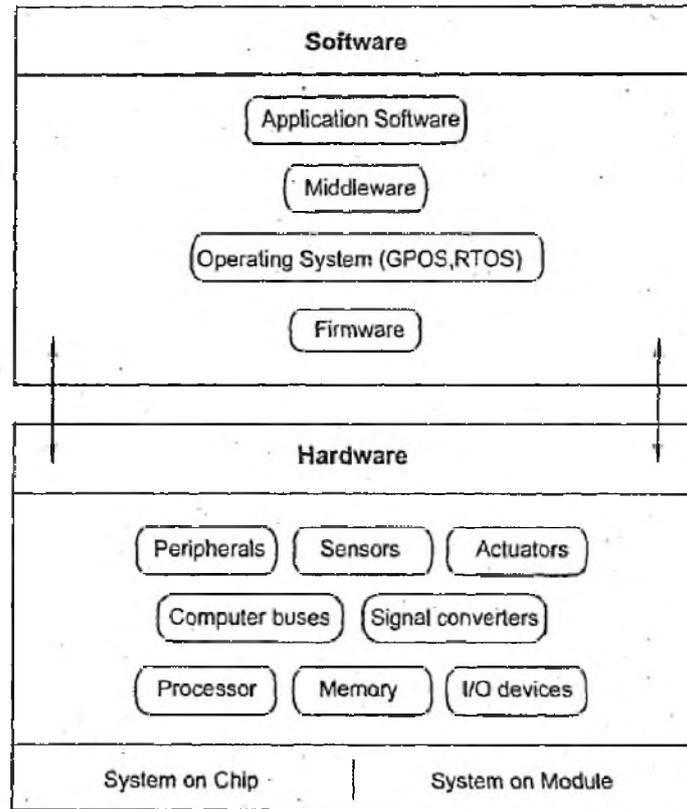 Software
Application Software
Middleware
Operating System (GPOS,RTOS)
Firmware
Hardware
Peripherals Sensors Actuators
Computer buses Signal converters
Processor Memory I/O devices
System on Chip System on Module